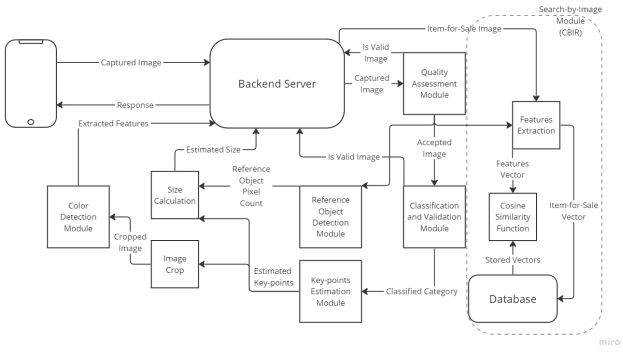 Search-by-Image
Module
(CBIR)
Item-for-Sale Image
Is Valid
Image
Captured Image
Backend Server
Captured
Image
Quality
Assessment
Module
Response
Extracted Features
Features
Extraction
Estimated Size
Accepted
Image
Is Valid Image
Features
Vector
Reference
Object
Pixel
Count
Color
Detection
Module
Size
Calculation
Reference
Object
Detection
Module
Classification
and Validation
Module
Cosine
Similarity
Function
Item-for-Sale
Vector
Cropped
Image
Image
Crop
Estimated
Key-points
Key-points
Estimation
Module
Classified Category
Stored Vectors
Database
miro